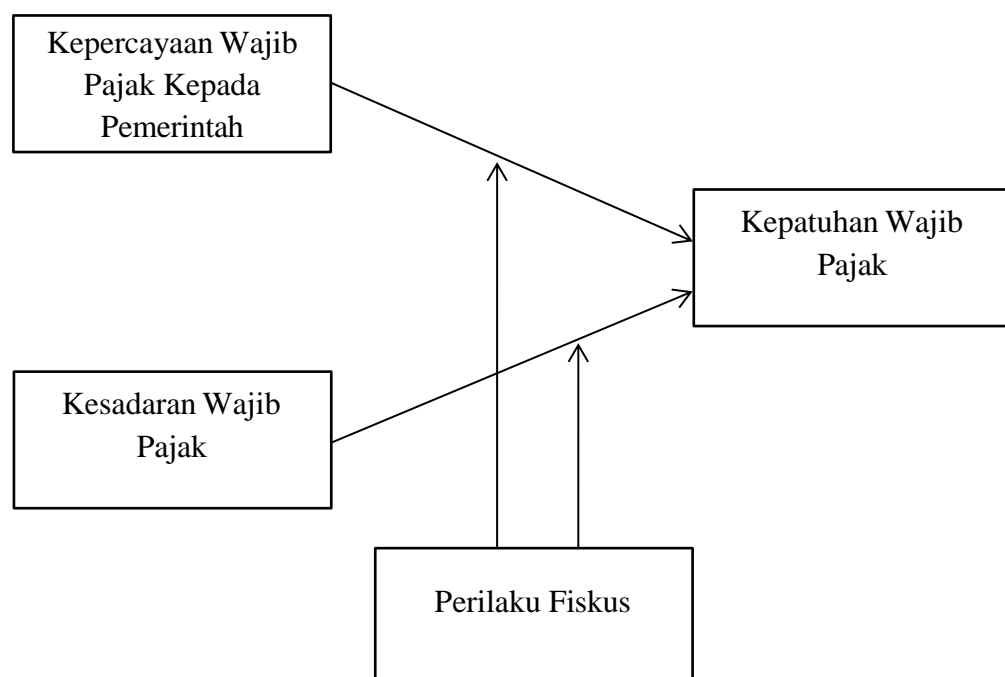 Kepercayaan Wajib
Pajak Kepada
Pemerintah
Kepatuhan Wajib
Pajak
Kesadaran Wajib
Pajak
Perilaku Fiskus